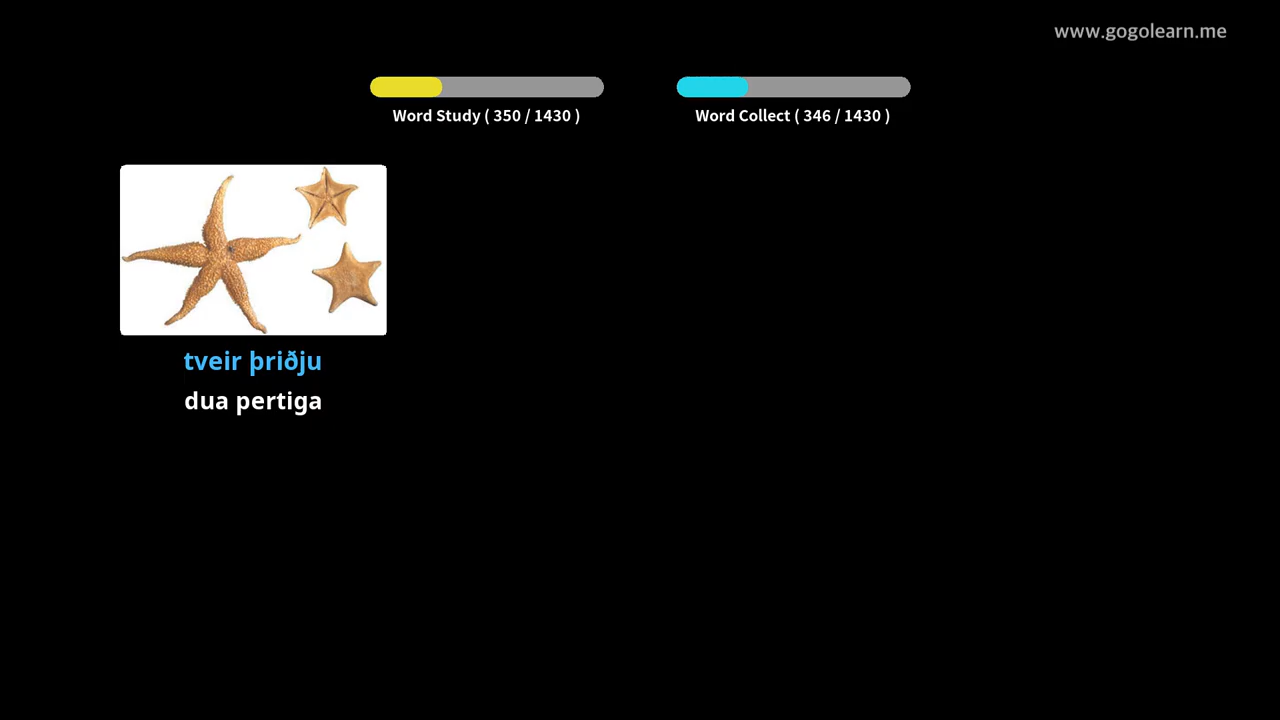 www.gogolearn.me
Word Study ( 350 / 1430 )
Word Collect ( 346 / 1430 )
tveir þriðju
dua pertiga